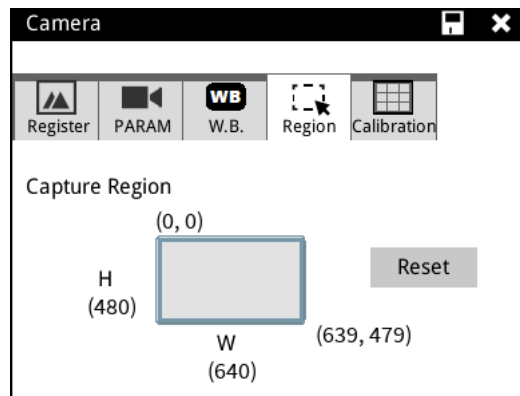 Camera
WB
Register PARAM W.B. Region Calibration
Capture Region
(0, 0)
Reset
H
(480)
(639, 479)
W
(640)